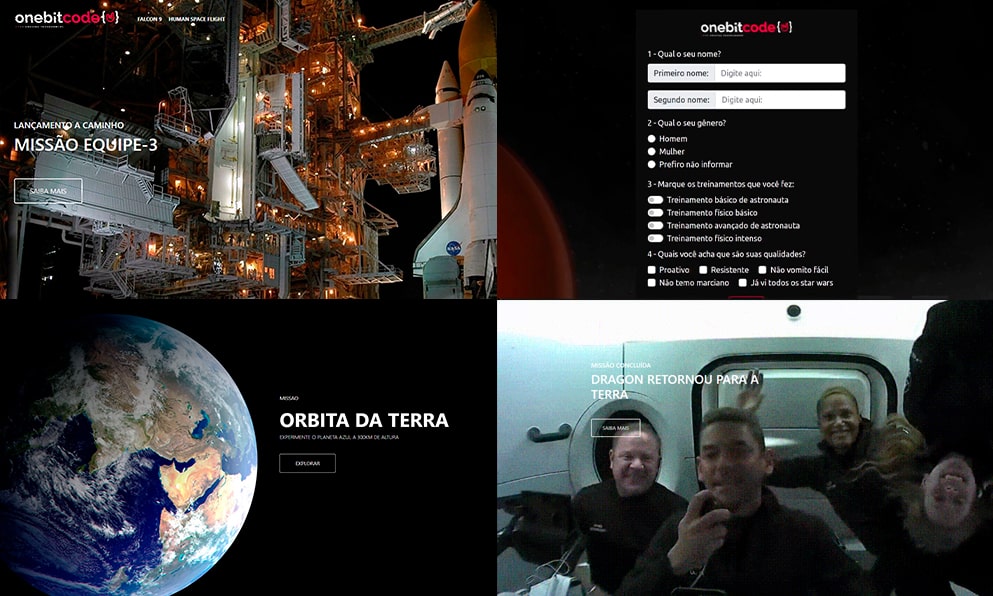 onebitcode{}
FALCON 9 HUMAN SPACE FLIGHT
LANÇAMENTO A CAMINHO
MISSÃO EQUIPE-3
SAIBA MAIS
NASA
onebitcode{}
1 - Qual o seu nome?
Primeiro nome: Digite aqui:
Segundo nome: Digite aqui:
2 - Qual o seu gênero?
Homem
Mulher
Prefiro não informar
3 - Marque os treinamentos que você fez:
Treinamento básico de astronauta
Treinamento físico básico
Treinamento avançado de astronauta
Treinamento físico intenso
4 - Quais você acha que são suas qualidades?
Proativo Resistente Não vomito fácil
Não temo marciano Já vi todos os star wars
MISSÃO
ORBITA DA TERRA
EXPERIMENTE O PLANETA AZUL A 300KM DE ALTURA
EXPLORAR
MISSÃO CONCLUÍDA
DRAGON RETORNOU PARA A
TERRA
SAIBA MAIS